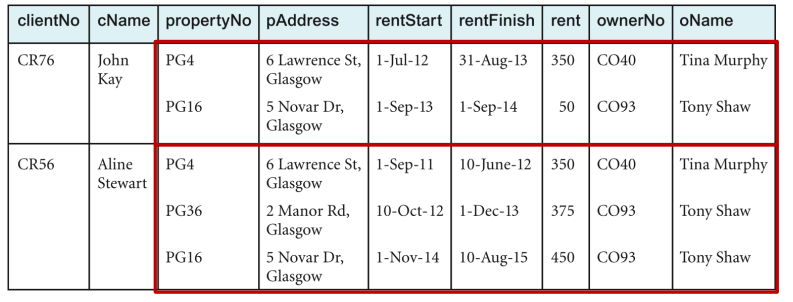 clientNo cName propertyNo pAddress rentStart rentFinish rent ownerNo oName
CR76 John PG4 6 Lawrence St, 1-Jul-12 31-Aug-13 350 CO40 Tina Murphy
Kay Glasgow
PG16 5 Novar Dr, 1-Sep-13 1-Sep-14 50 CO93 Tony Shaw
Glasgow
CR56 Aline PG4 6 Lawrence St, 1-Sep-11 10-June-12 350 CO40 Tina Murphy
Stewart Glasgow
PG36 2 Manor Rd, 10-Oct-12 1-Dec-13 375 CO93 Tony Shaw
Glasgow
PG16 5 Novar Dr, 1-Nov-14 10-Aug-15 450 CO93 Tony Shaw
Glasgow